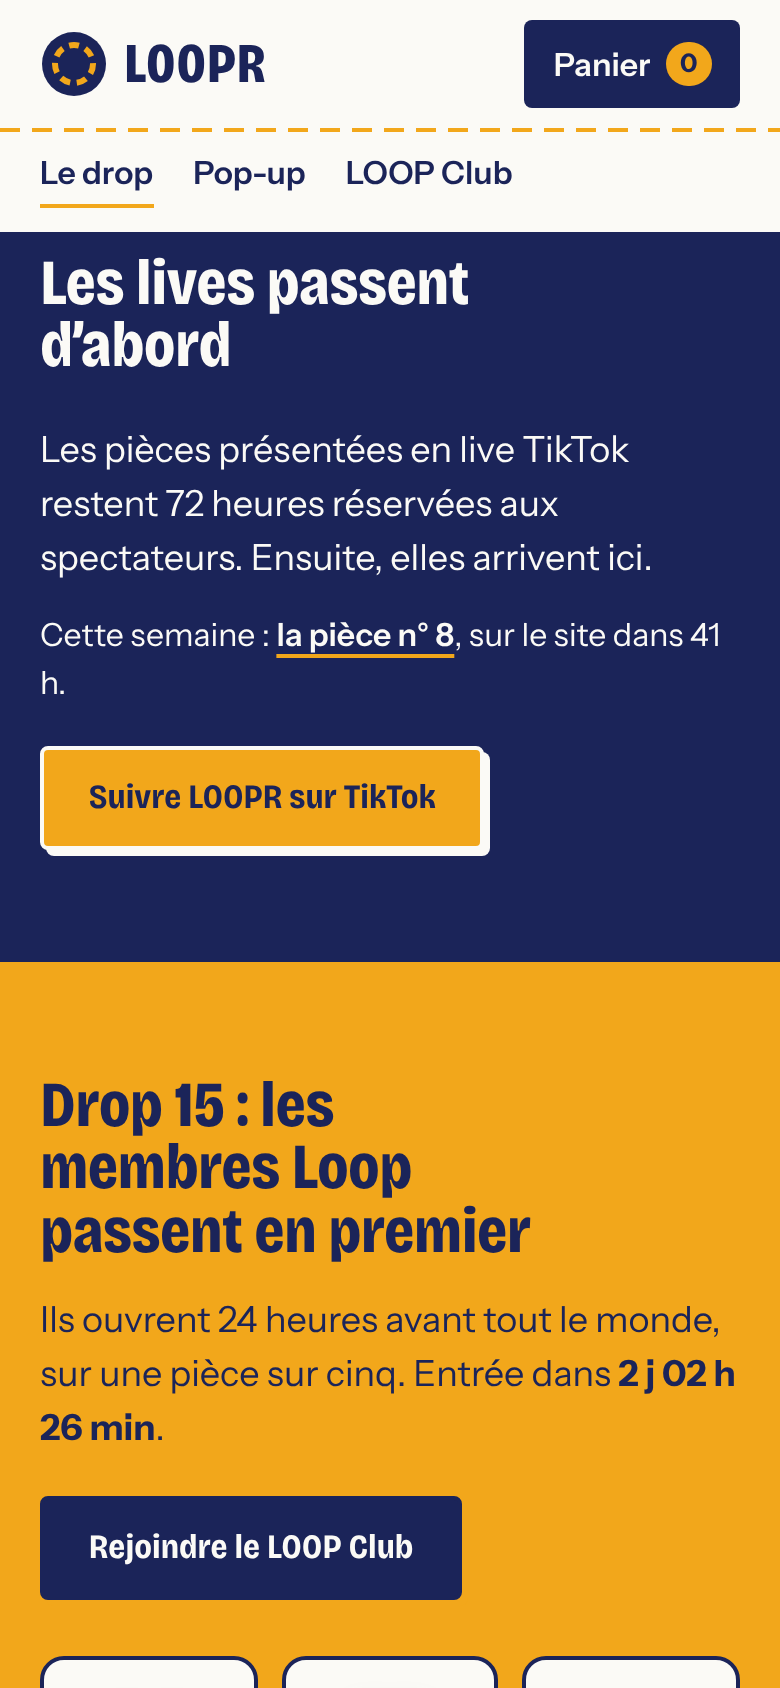 LOOPR
Panier 0
Le drop Pop-up LOOP Club
Les lives passent
d’abord
Les pièces présentées en live TikTok
restent 72 heures réservées aux
spectateurs. Ensuite, elles arrivent ici.
Cette semaine : la pièce n° 8, sur le site dans 41
h.
Suivre LOOPR sur TikTok
Drop 15 : les
membres Loop
passent en premier
Ils ouvrent 24 heures avant tout le monde,
sur une pièce sur cinq. Entrée dans 2 j 02 h
26 min.
Rejoindre le LOOP Club